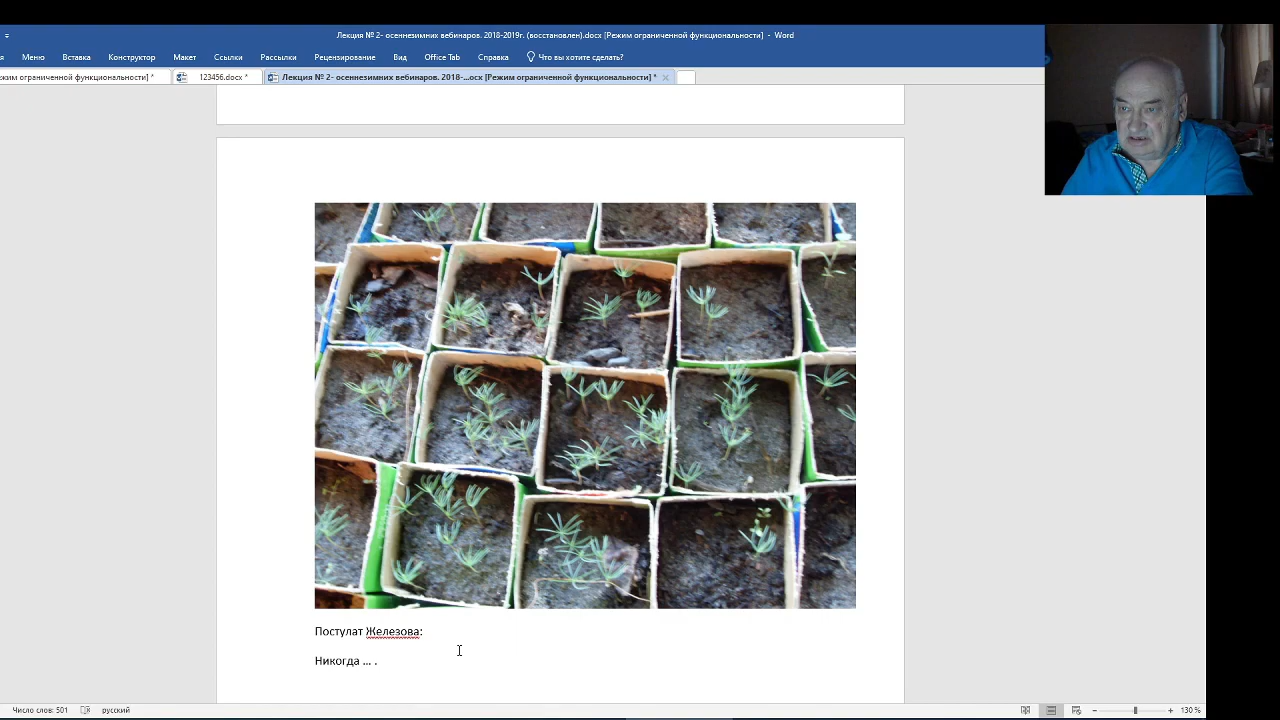 Лекция № 2- осеннезимних вебинаров. 2018-2019г. (восстановлен).docx [Режим ограниченной функциональности] - Word
Меню Вставка Конструктор Макет Ссылки Рассылки Рецензирование Вид Office Tab Справка Что вы хотите сделать?
ежим ограниченной функциональности] * 123456.docx * Лекция № 2- осеннезимних вебинаров. 2018-...осх [Режим ограниченной функциональности] *
Постулат Железова:
Никогда ... .
Число слов: 501 русский 130 %